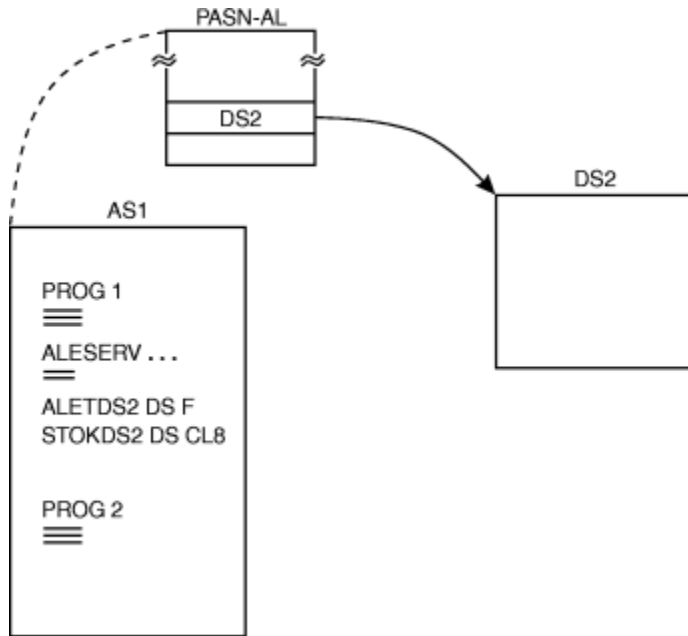 PASN-AL
DS2
DS2
AS1
PROG 1
ALESERV . . .
ALETDS2 DS F
STOKDS2 DS CL8
PROG 2